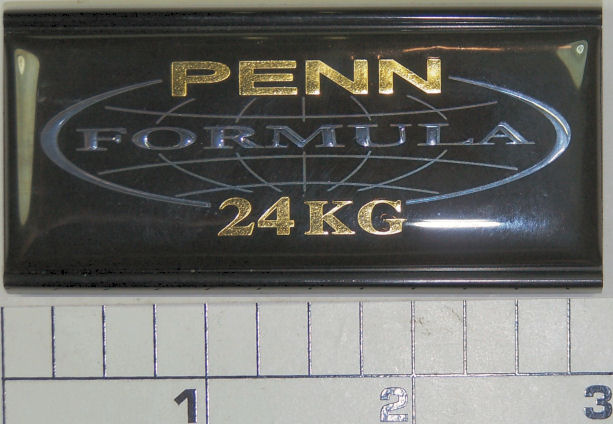 PENN
FORMULA
24KG
1 2 3